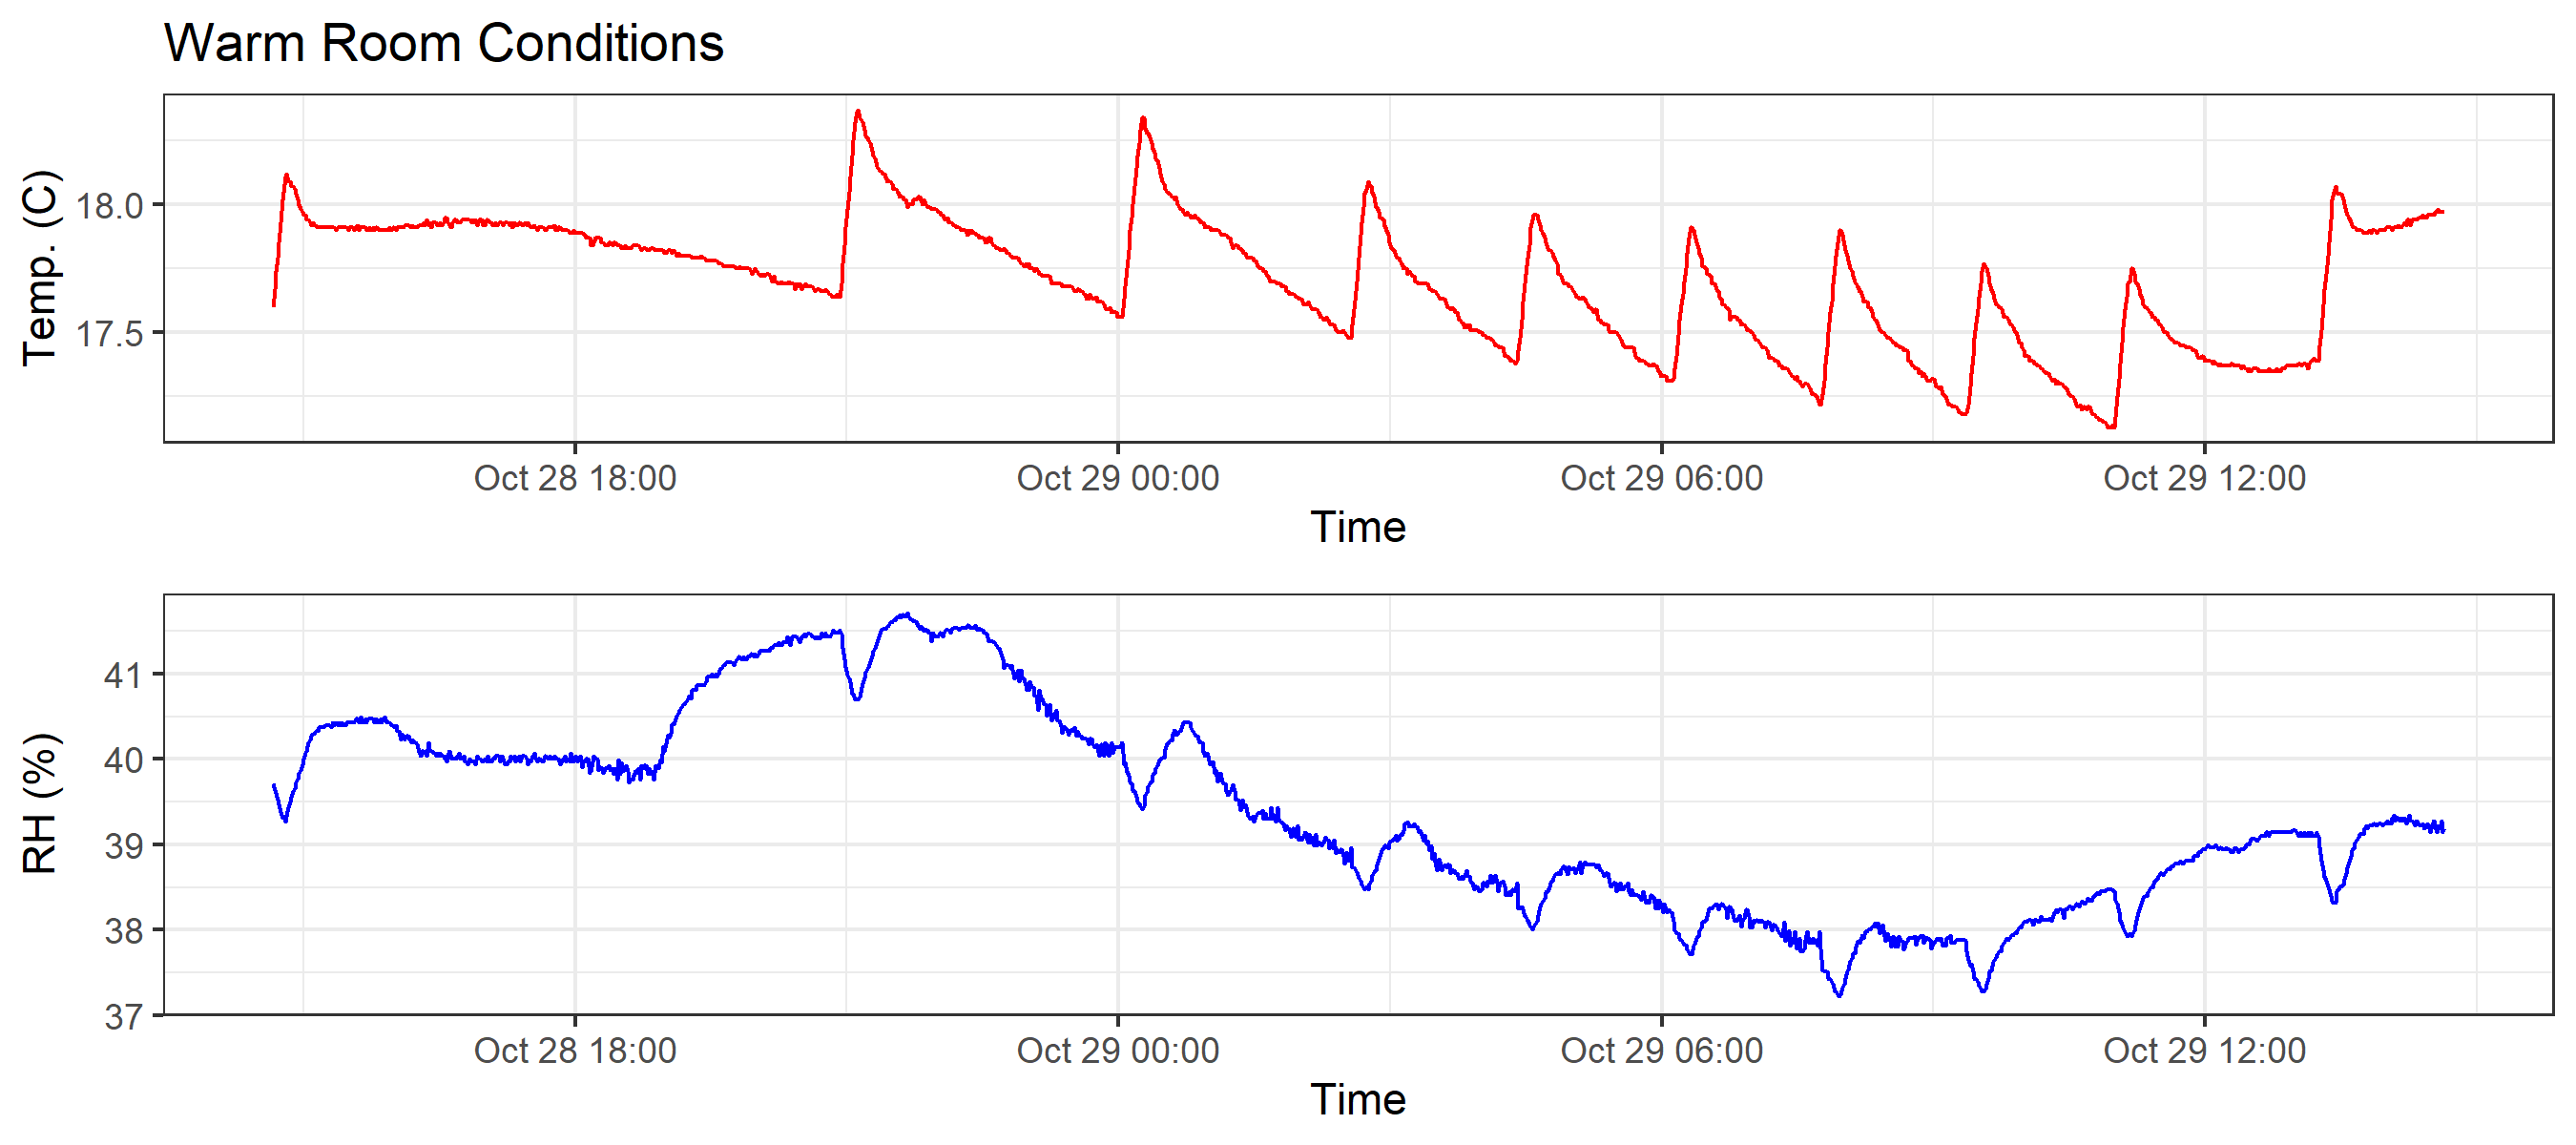 Warm Room Conditions
Temp. (C)
18.0
17.5
Oct 28 18:00 Oct 29 00:00 Oct 29 06:00 Oct 29 12:00
Time
RH (%)
41
40
39
38
37
Oct 28 18:00 Oct 29 00:00 Oct 29 06:00 Oct 29 12:00
Time